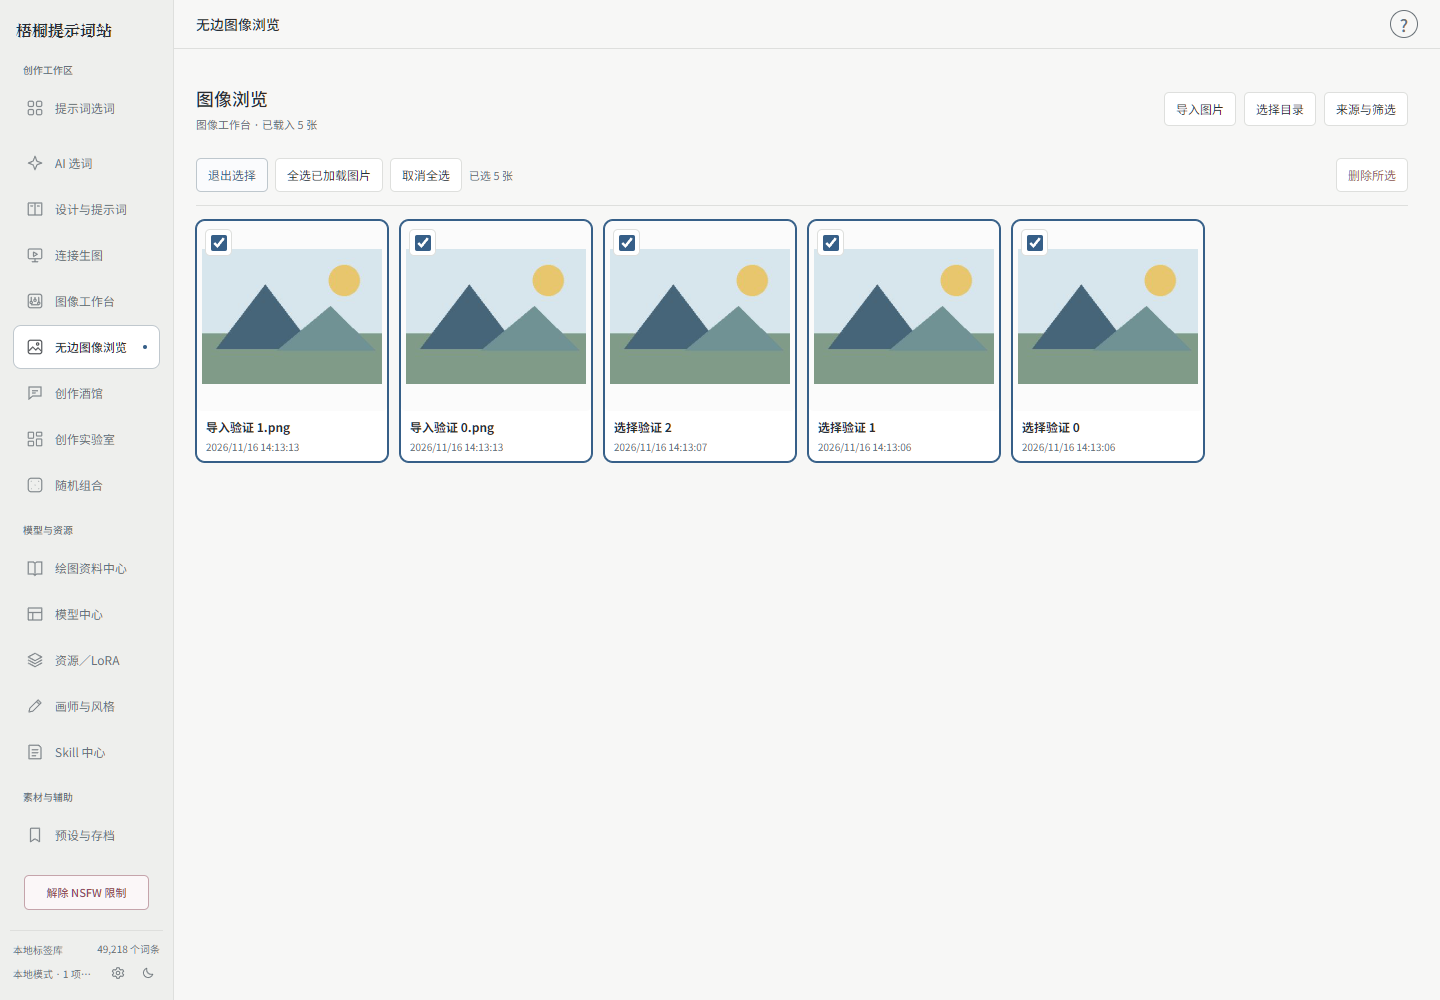 梧桐提示词站
创作工作区
提示词选词
AI 选词
设计与提示词
连接生图
图像工作台
无边图像浏览
创作酒馆
创作实验室
随机组合
模型与资源
绘图资料中心
模型中心
资源／LoRA
画师与风格
Skill 中心
素材与辅助
预设与存档
解除 NSFW 限制
本地标签库 49,218 个词条
本地模式 · 1 项…
无边图像浏览 ?
图像浏览
图像工作台 · 已载入 5 张
导入图片 选择目录 来源与筛选
退出选择 全选已加载图片 取消全选 已选 5 张 删除所选
导入验证 1.png
2026/11/16 14:13:13
导入验证 0.png
2026/11/16 14:13:13
选择验证 2
2026/11/16 14:13:07
选择验证 1
2026/11/16 14:13:06
选择验证 0
2026/11/16 14:13:06